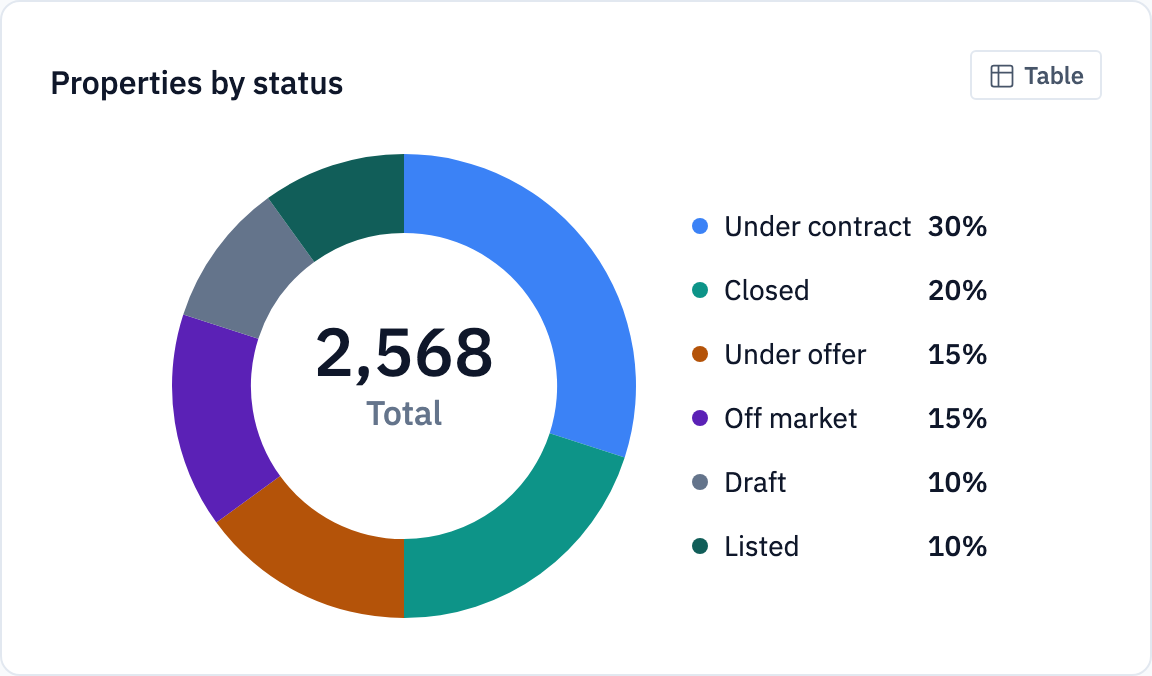 Properties by status
Table
2,568
Total
Under contract 30%
Closed 20%
Under offer 15%
Off market 15%
Draft 10%
Listed 10%